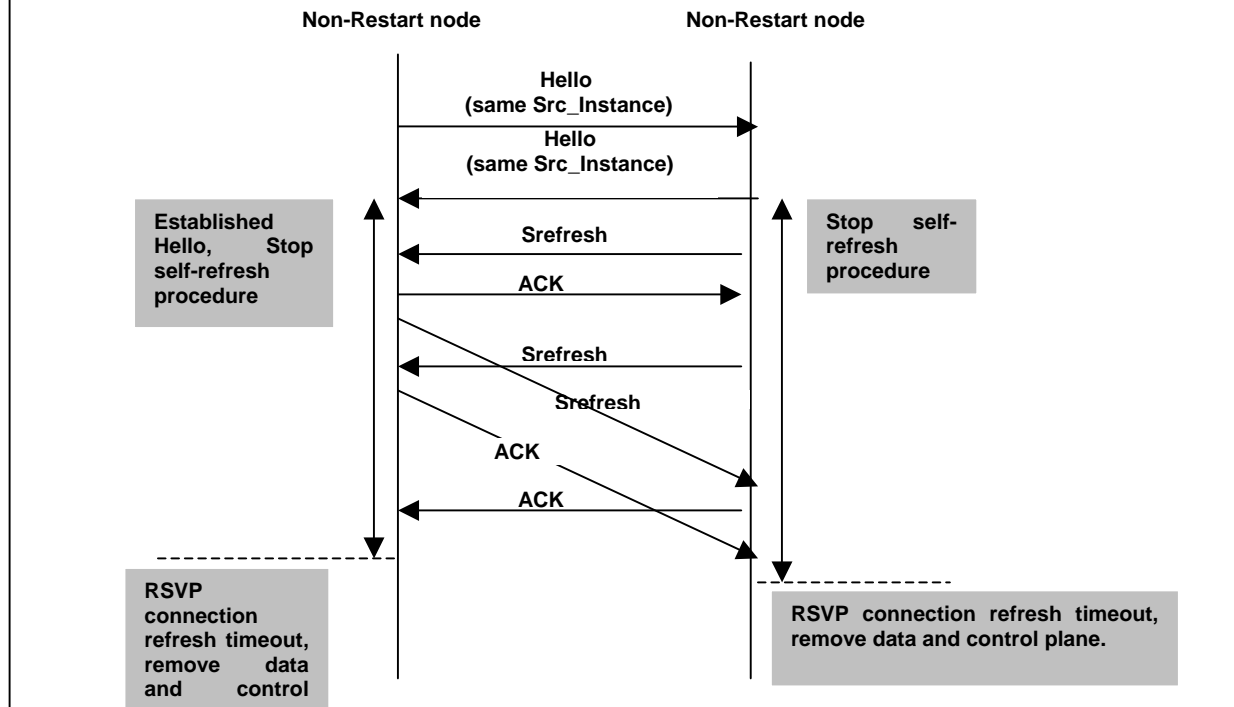 Non-Restart node
Non-Restart node
Hello
(same Src_Instance)
Hello
(same Src_Instance)
Established
Hello, Stop
self-refresh
procedure
Stop self-
refresh
procedure
Srefresh
ACK
Srefresh
Srefresh
ACK
ACK
RSVP
connection
refresh timeout,
remove data
and control
RSVP connection refresh timeout,
remove data and control plane.